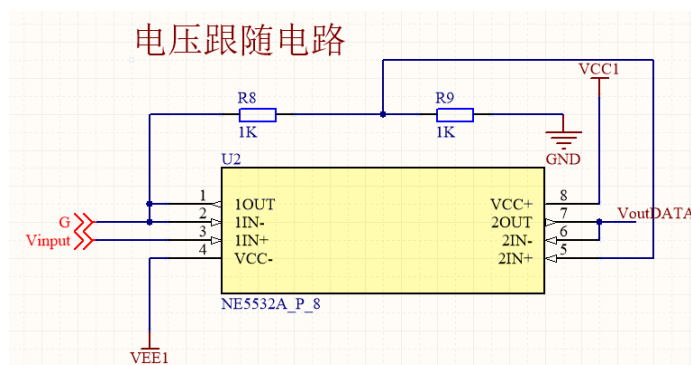 电压跟随电路
VCC1
R8
R9
1K
1K
GND
U2
1
1OUT
VCC+
8
G
2
1IN-
2OUT
7
VoutDATA
Vinput
3
1IN+
2IN-
6
4
VCC-
2IN+
5
NE5532A_P_8
VEE1